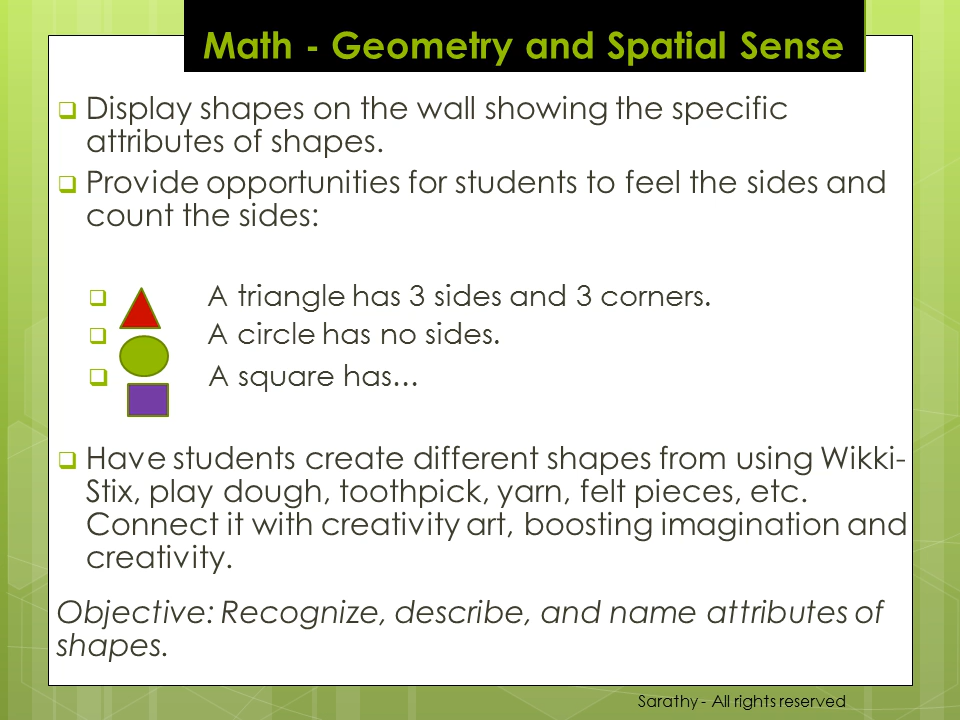 Math - Geometry and Spatial Sense
Display shapes on the wall showing the specific
attributes of shapes.
Provide opportunities for students to feel the sides and
count the sides:
A triangle has 3 sides and 3 corners.
A circle has no sides.
A square has…
Have students create different shapes from using Wikki-
Stix, play dough, toothpick, yarn, felt pieces, etc.
Connect it with creativity art, boosting imagination and
creativity.
Objective: Recognize, describe, and name attributes of
shapes.
Sarathy - All rights reserved